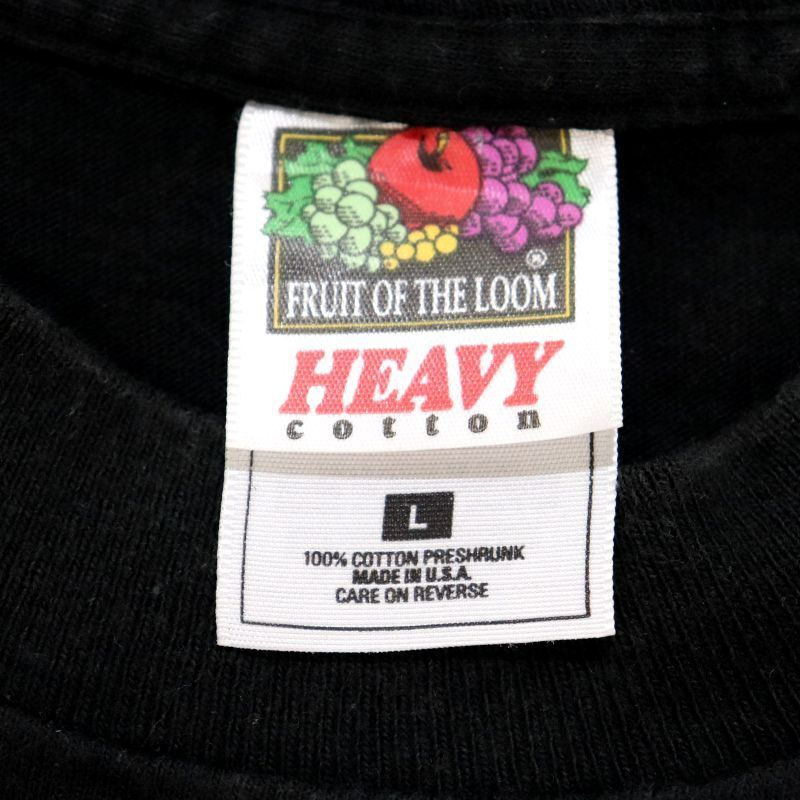 ®
FRUIT OF THE LOOM
HEAVY
cotton
L
100% COTTON PRESHRUNK
MADE IN U.S.A.
CARE ON REVERSE